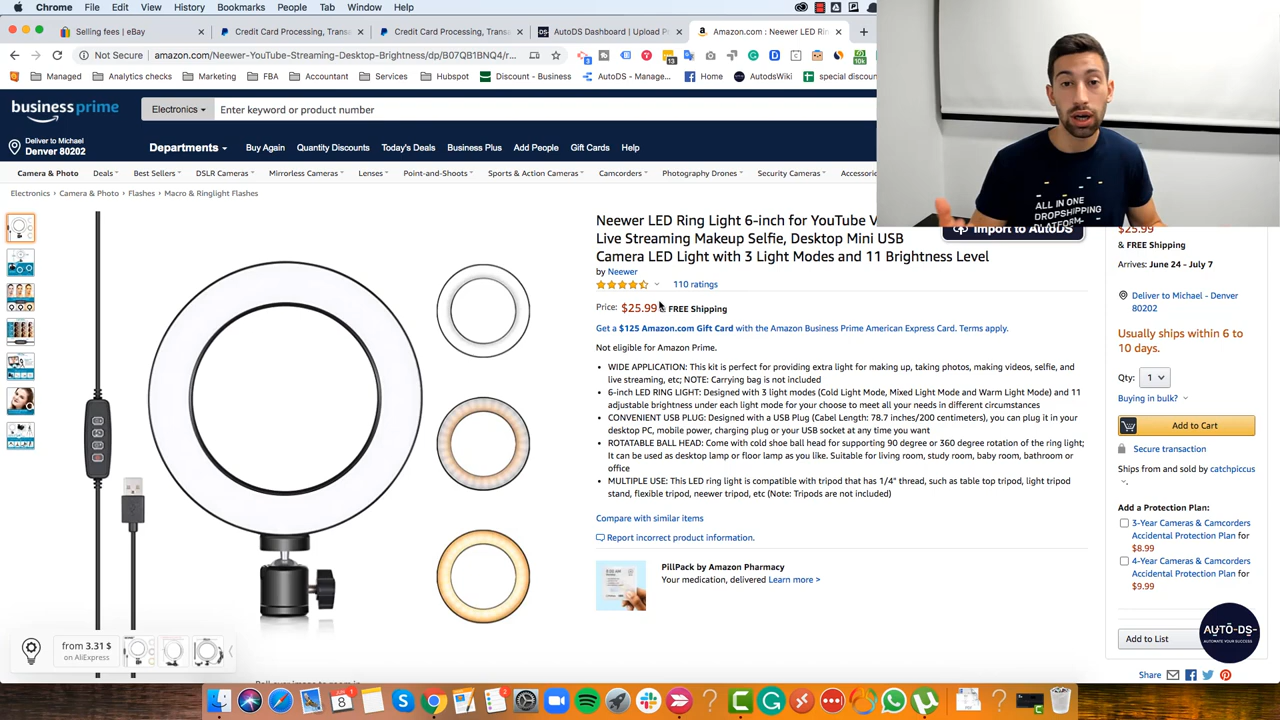 Chrome File Edit View History Bookmarks People Tab Window Help
Selling fees | eBay
Credit Card Processing, Transa
Credit Card Processing, Transa
AutoDS Dashboard | Upload P
Amazon.com : Neewer LED Rin
Not Secure | amazon.com/Neewer-YouTube-Streaming-Desktop-Brightness/dp/B07QB1BNQ4/r...
Managed Analytics checks Marketing FBA Accountant Services Hubspot Discount - Business AutoDS - Manage... Home AutodsWiki special discount
business prime
Electronics
Enter keyword or product number
Deliver to Michael
Denver 80202
Departments Buy Again Quantity Discounts Today's Deals Business Plus Add People Gift Cards Help
Camera & Photo Deals Best Sellers DSLR Cameras Mirrorless Cameras Lenses Point-and-Shoots Sports & Action Cameras Camcorders Photography Drones Security Cameras
Electronics › Camera & Photo › Flashes › Macro & Ringlight Flashes
Neewer LED Ring Light 6-inch for YouTube
Live Streaming Makeup Selfie, Desktop Mini USB
Camera LED Light with 3 Light Modes and 11 Brightness Level
by Neewer
110 ratings
Price: $25.99 & FREE Shipping
Get a $125 Amazon.com Gift Card with the Amazon Business Prime American Express Card. Terms apply.
Not eligible for Amazon Prime.
• WIDE APPLICATION: This kit is perfect for providing extra light for making up, taking photos, making videos, selfie, and
live streaming, etc; NOTE: Carrying bag is not included
• 6-inch LED RING LIGHT: Designed with 3 light modes (Cold Light Mode, Mixed Light Mode and Warm Light Mode) and 11
adjustable brightness under each light mode for your choose to meet all your needs in different circumstances
• CONVENIENT USB PLUG: Designed with a USB Plug (Cabel Length: 78.7 inches/200 centimeters), you can plug it in your
desktop PC, mobile power, charging plug or your USB socket at any time you want
• ROTATABLE BALL HEAD: Come with cold shoe ball head for supporting 90 degree or 360 degree rotation of the ring light;
It can be used as desktop lamp or floor lamp as you like. Suitable for living room, study room, baby room, bathroom or
office
• MULTIPLE USE: This LED ring light is compatible with tripod that has 1/4" thread, such as table top tripod, light tripod
stand, flexible tripod, neewer tripod, etc (Note: Tripods are not included)
Compare with similar items
Report incorrect product information.
PillPack by Amazon Pharmacy
Your medication, delivered Learn more >
ALL IN ONE
DROPSHIPPING
PLATFORM
Import to AutoDS
$25.99
& FREE Shipping
Arrives: June 24 - July 7
Deliver to Michael - Denver
80202
Usually ships within 6 to
10 days.
Qty: 1
Buying in bulk?
Add to Cart
Secure transaction
Ships from and sold by catchpiccus
.
Add a Protection Plan:
3-Year Cameras & Camcorders
Accidental Protection Plan for
$8.99
4-Year Cameras & Camcorders
Accidental Protection Plan for
$9.99
Add to List
AUTO-DS-
AUTOMATE YOUR SUCCESS
Share
from 3.31 $
on AliExpress